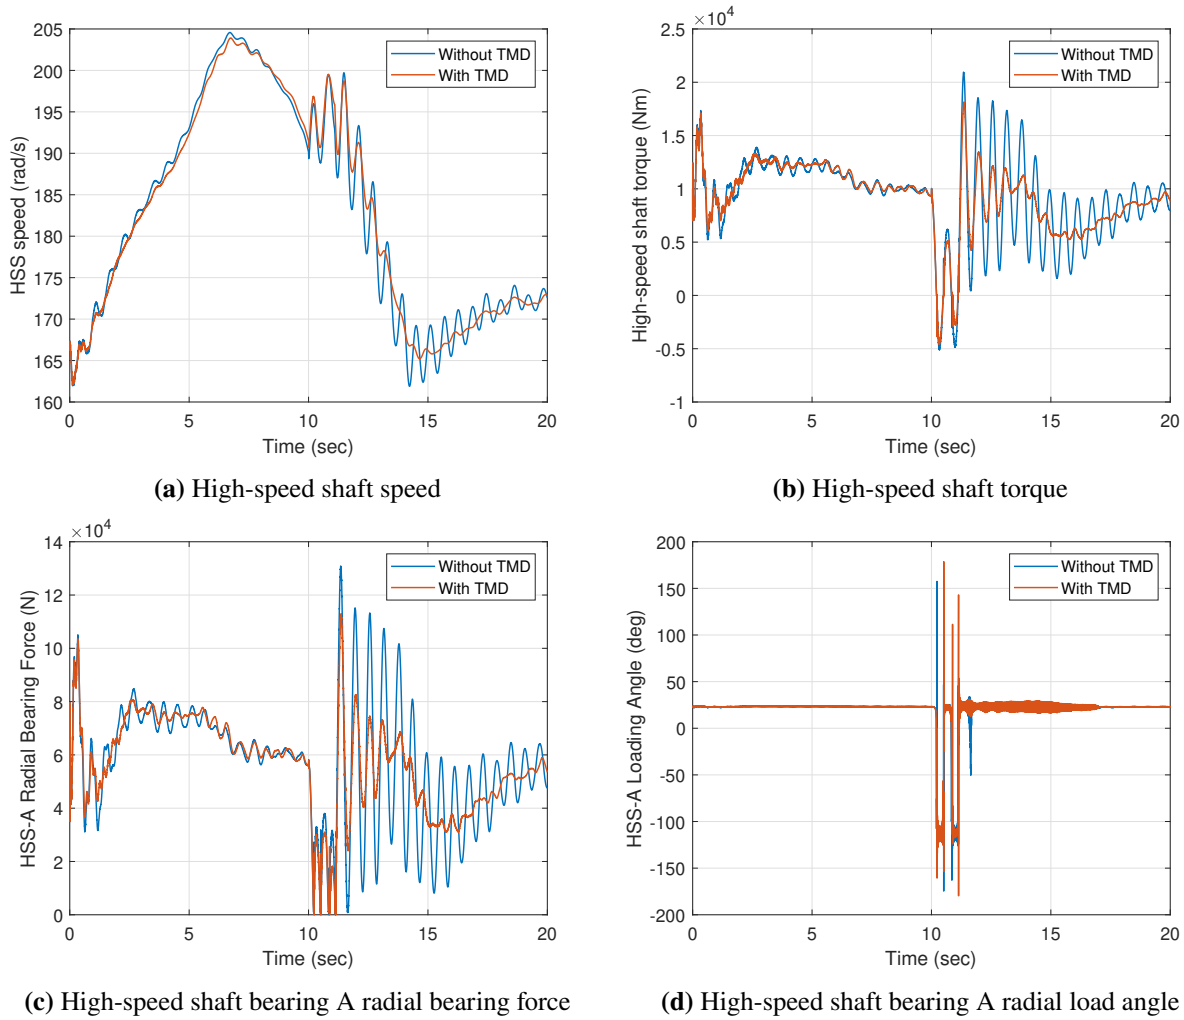 205
200
195
190
185
180
175
170
165
160
HSS speed (rad/s)
Without TMD
With TMD
0 5 10 15 20
Time (sec)
(a) High-speed shaft speed
×10⁴
2.5
2
1.5
1
0.5
0
-0.5
-1
High-speed shaft torque (Nm)
Without TMD
With TMD
0 5 10 15 20
Time (sec)
(b) High-speed shaft torque
×10⁴
14
12
10
8
6
4
2
0
HSS-A Radial Bearing Force (N)
Without TMD
With TMD
0 5 10 15 20
Time (sec)
(c) High-speed shaft bearing A radial bearing force
200
150
100
50
0
-50
-100
-150
-200
HSS-A Loading Angle (deg)
Without TMD
With TMD
0 5 10 15 20
Time (sec)
(d) High-speed shaft bearing A radial load angle